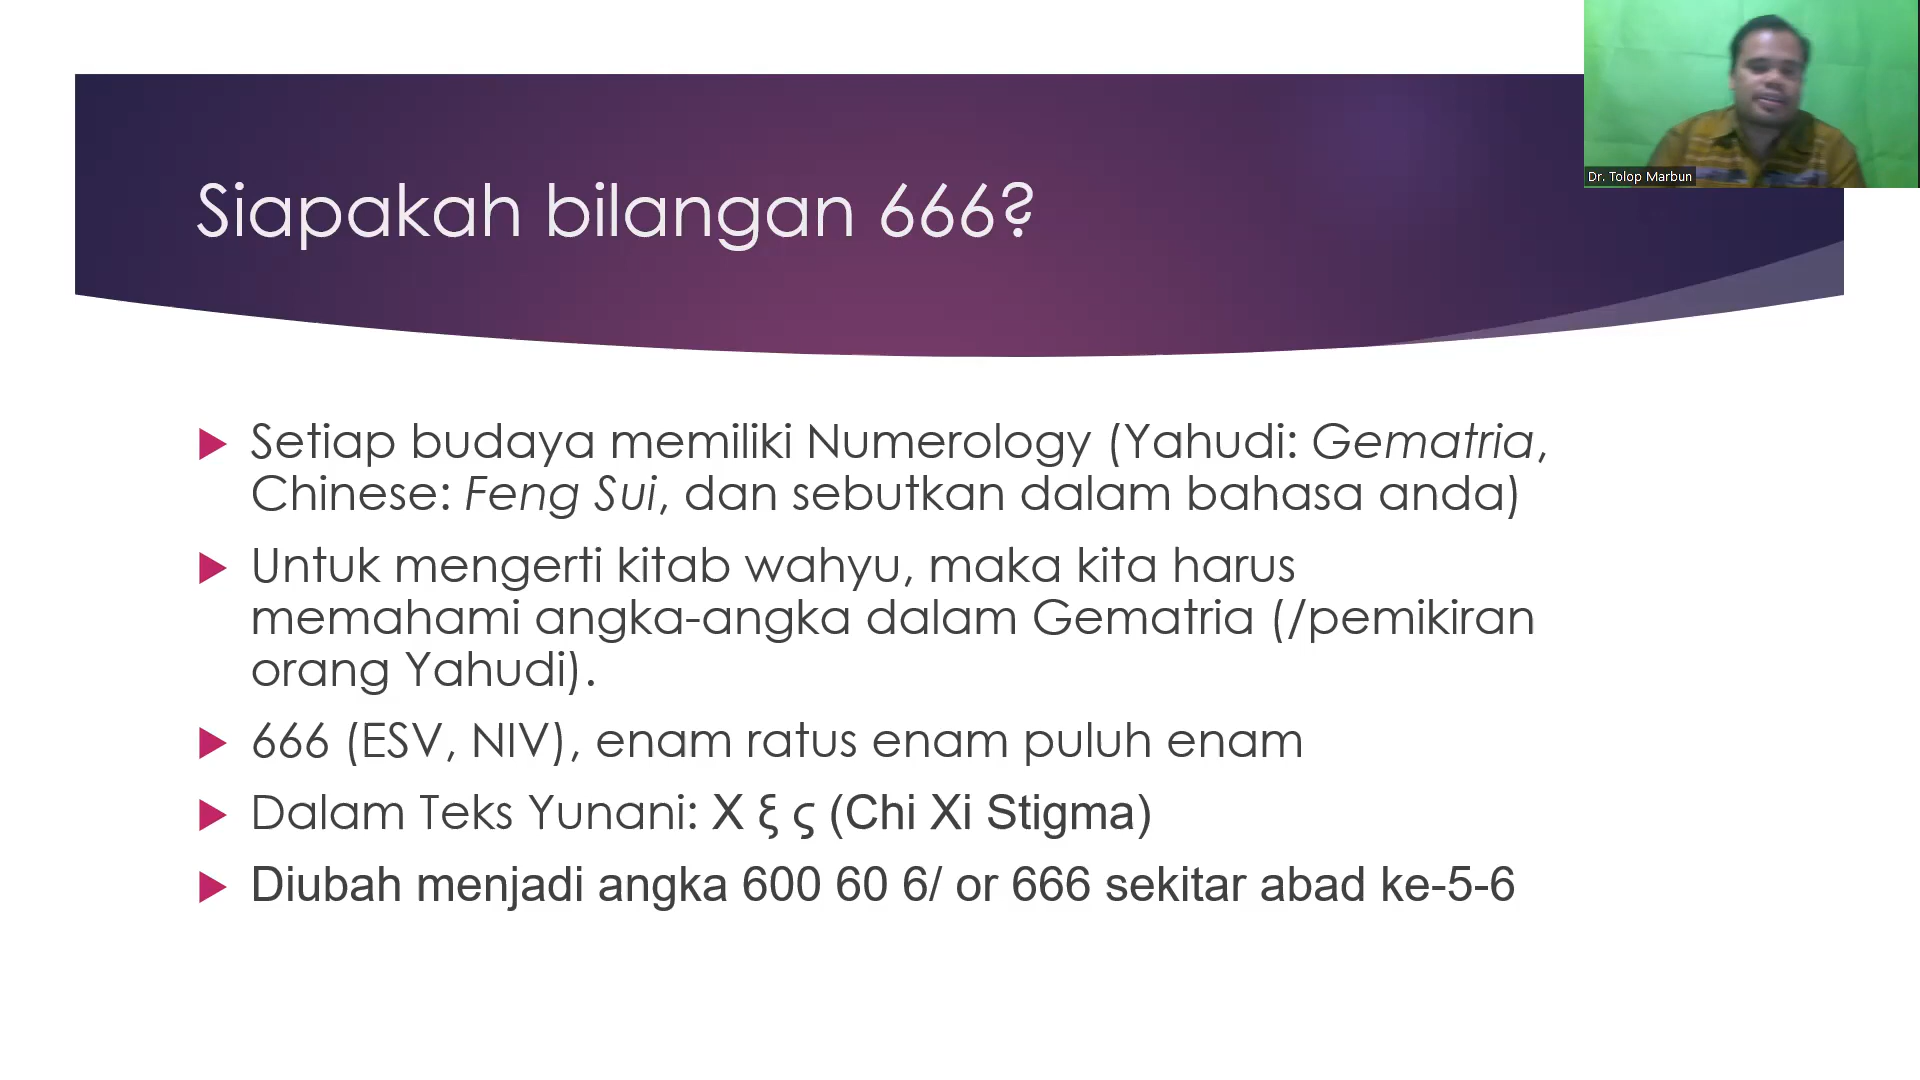 Dr. Tolop Marbun
Siapakah bilangan 666?
Setiap budaya memiliki Numerology (Yahudi: Gematria,
Chinese: Feng Sui, dan sebutkan dalam bahasa anda)
Untuk mengerti kitab wahyu, maka kita harus
memahami angka-angka dalam Gematria (/pemikiran
orang Yahudi).
666 (ESV, NIV), enam ratus enam puluh enam
Dalam Teks Yunani: Χ ξ ς (Chi Xi Stigma)
Diubah menjadi angka 600 60 6/ or 666 sekitar abad ke-5-6